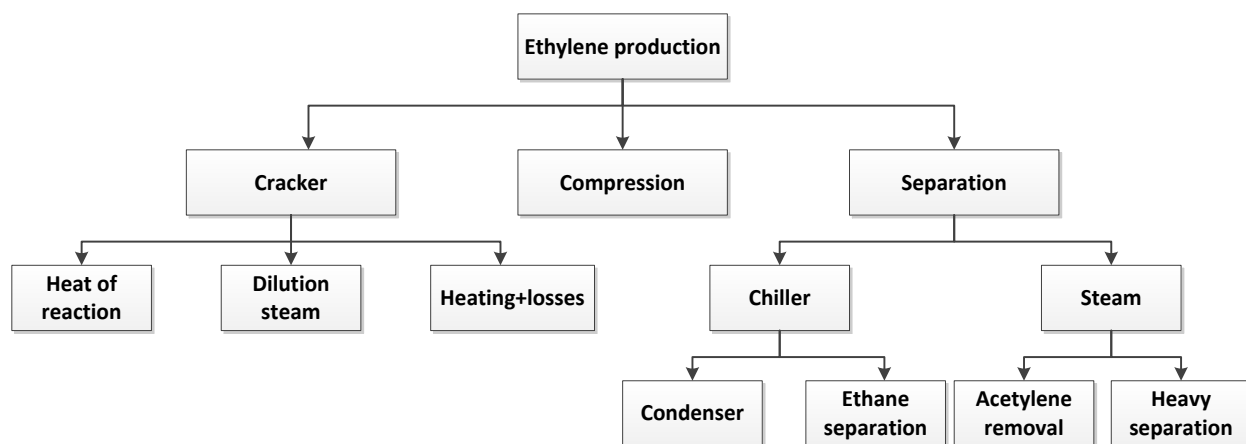 Ethylene production
Cracker
Compression
Separation
Heat of
reaction
Dilution
steam
Heating+losses
Chiller
Steam
Condenser
Ethane
separation
Acetylene
removal
Heavy
separation